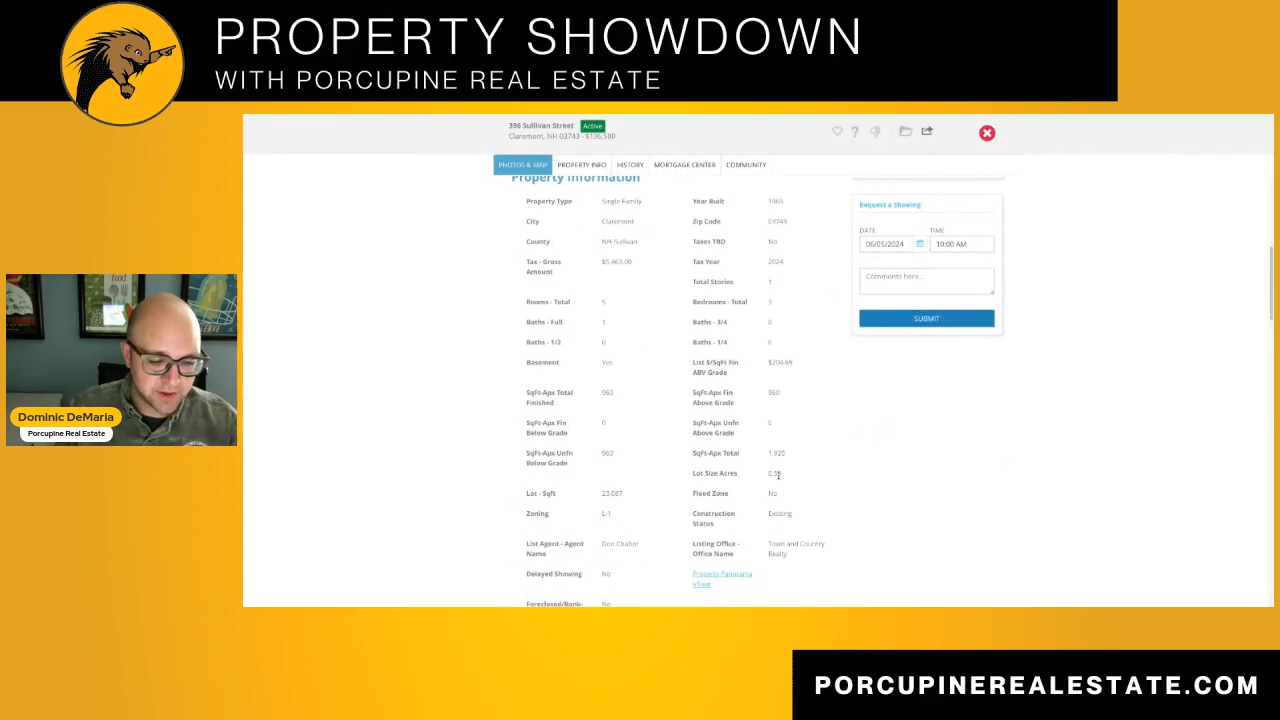 PROPERTY SHOWDOWN
WITH PORCUPINE REAL ESTATE
396 Sullivan Street Active
Claremont, NH 03743 - $196,500
PHOTOS & MAP PROPERTY INFO HISTORY MORTGAGE CENTER COMMUNITY
Property Information
Property Type Single Family Year Built 1965
City Claremont Zip Code 03743
County NH-Sullivan Taxes TBD No
Tax - Gross Amount $5,463.00 Tax Year 2024
Total Stories 1
Rooms - Total 5 Bedrooms - Total 3
Baths - Full 1 Baths - 3/4 0
Baths - 1/2 0 Baths - 1/4 0
Basement Yes List $/SqFt Fin ABV Grade $204.69
SqFt-Apx Total Finished 960 SqFt-Apx Fin Above Grade 960
SqFt-Apx Fin Below Grade 0 SqFt-Apx Unfn Above Grade 0
SqFt-Apx Unfn Below Grade 960 SqFt-Apx Total 1,920
Lot Size Acres
Lot - Sqft 23,087 Flood Zone No
Zoning L-1 Construction Status Existing
List Agent - Agent Name Don Chabot Listing Office - Office Name Town and Country Realty
Delayed Showing No Property Panorama VTour
Foreclosed/Bank- No
Request a Showing
DATE TIME
06/05/2024 10:00 AM
Comments here...
SUBMIT
food
Dominic DeMaria
Porcupine Real Estate
PORCUPINEREALESTATE.COM